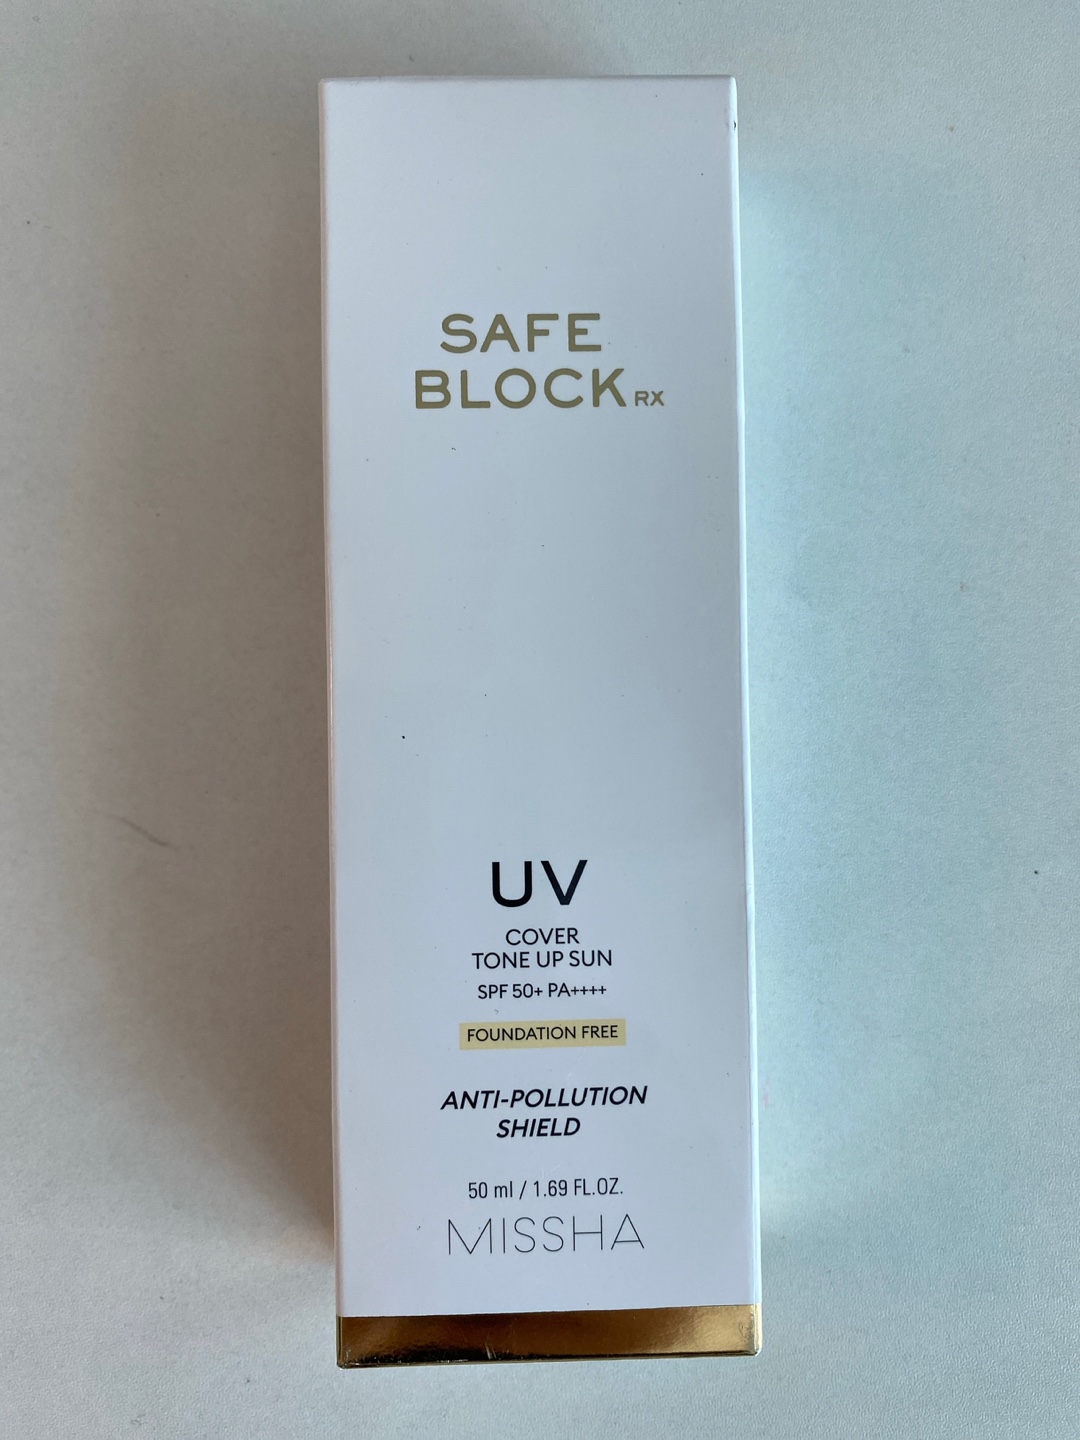 SAFE
BLOCK RX
UV
COVER
TONE UP SUN
SPF 50+ PA++++
FOUNDATION FREE
ANTI-POLLUTION
SHIELD
50 ml / 1.69 FL.OZ.
MISSHA